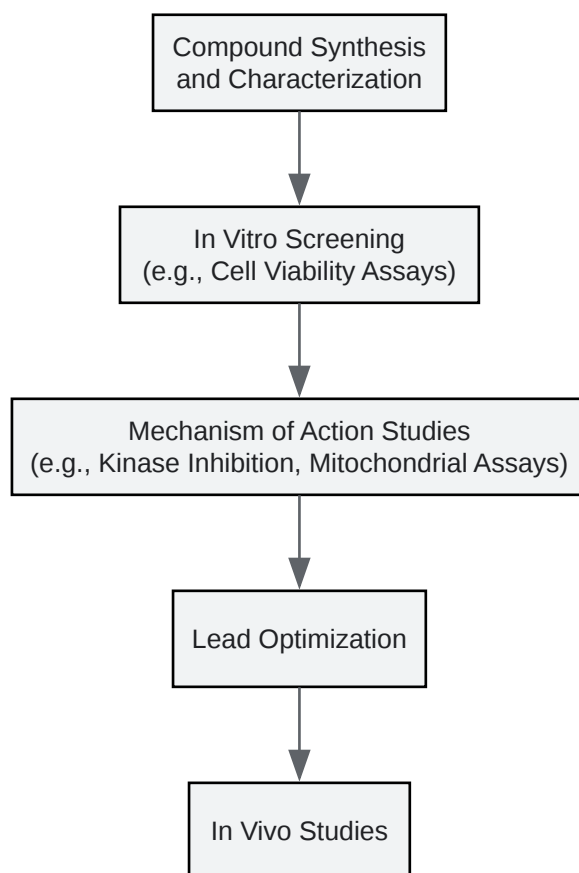 Compound Synthesis
and Characterization
In Vitro Screening
(e.g., Cell Viability Assays)
Mechanism of Action Studies
(e.g., Kinase Inhibition, Mitochondrial Assays)
Lead Optimization
In Vivo Studies